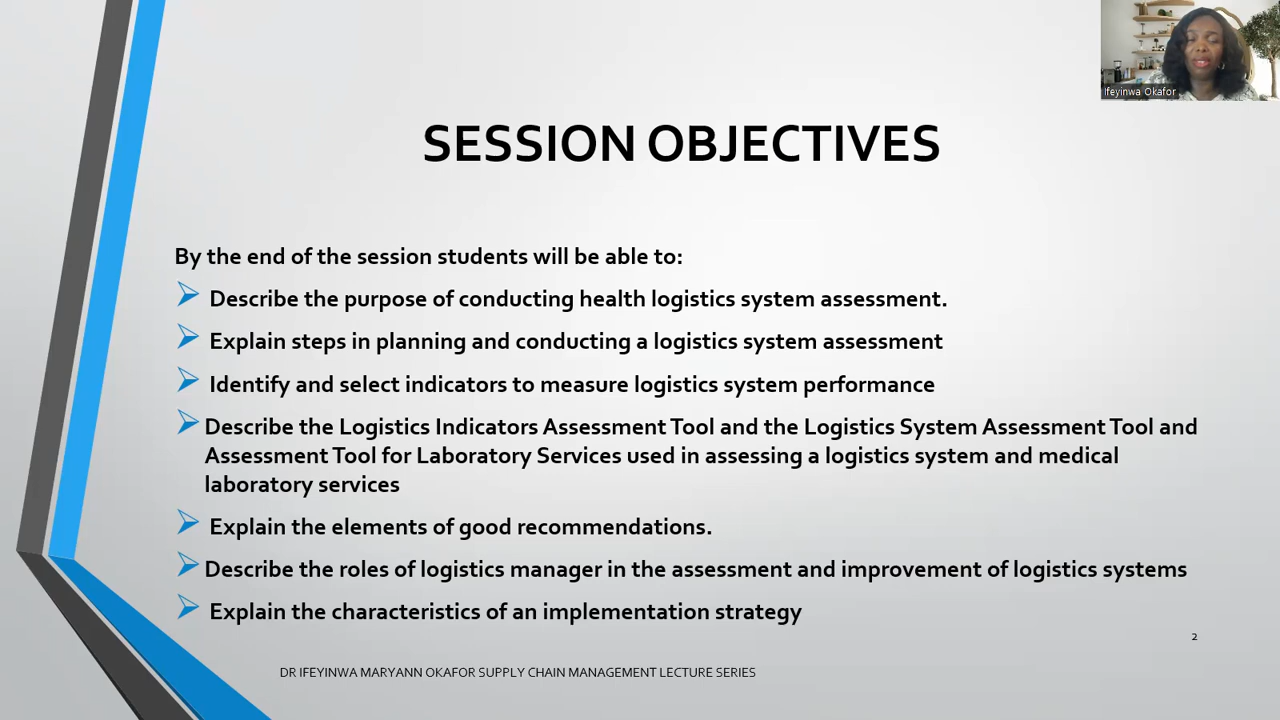 Ifeyinwa Okafor
SESSION OBJECTIVES
By the end of the session students will be able to:
Describe the purpose of conducting health logistics system assessment.
Explain steps in planning and conducting a logistics system assessment
Identify and select indicators to measure logistics system performance
Describe the Logistics Indicators Assessment Tool and the Logistics System Assessment Tool and
Assessment Tool for Laboratory Services used in assessing a logistics system and medical
laboratory services
Explain the elements of good recommendations.
Describe the roles of logistics manager in the assessment and improvement of logistics systems
Explain the characteristics of an implementation strategy
2
DR IFEYINWA MARYANN OKAFOR SUPPLY CHAIN MANAGEMENT LECTURE SERIES